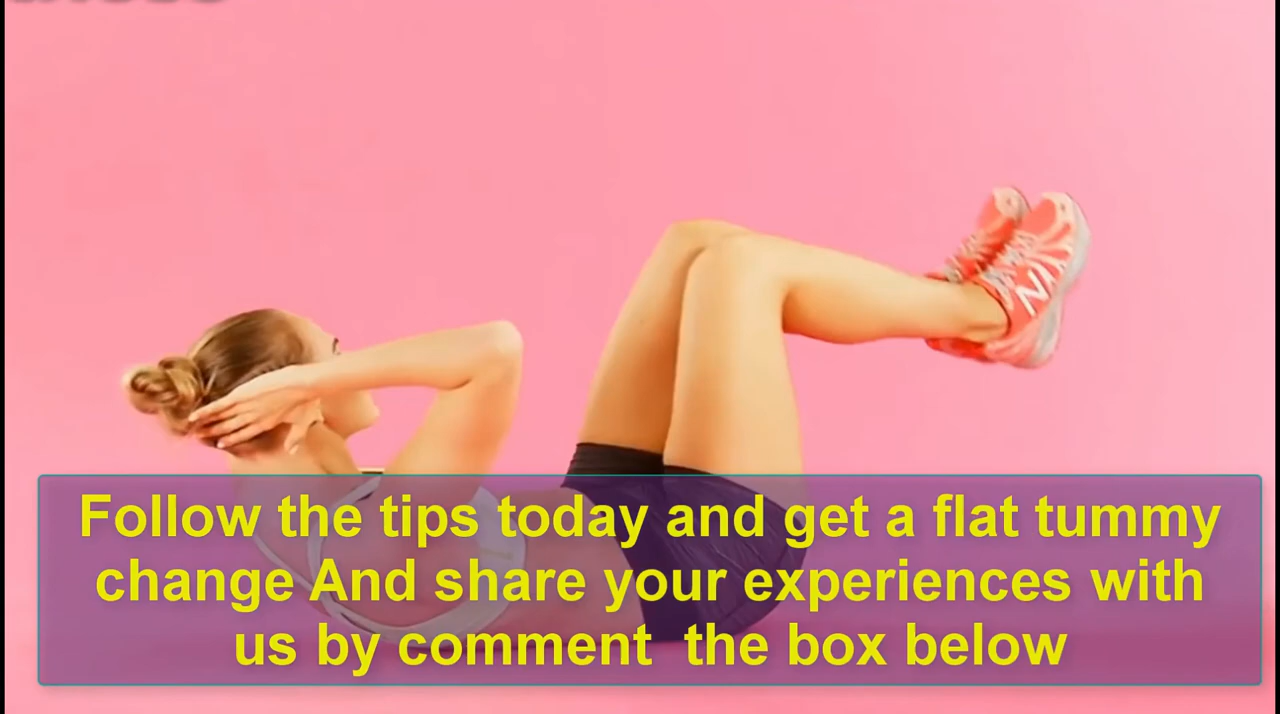 Follow the tips today and get a flat tummy
change And share your experiences with
us by comment  the box below